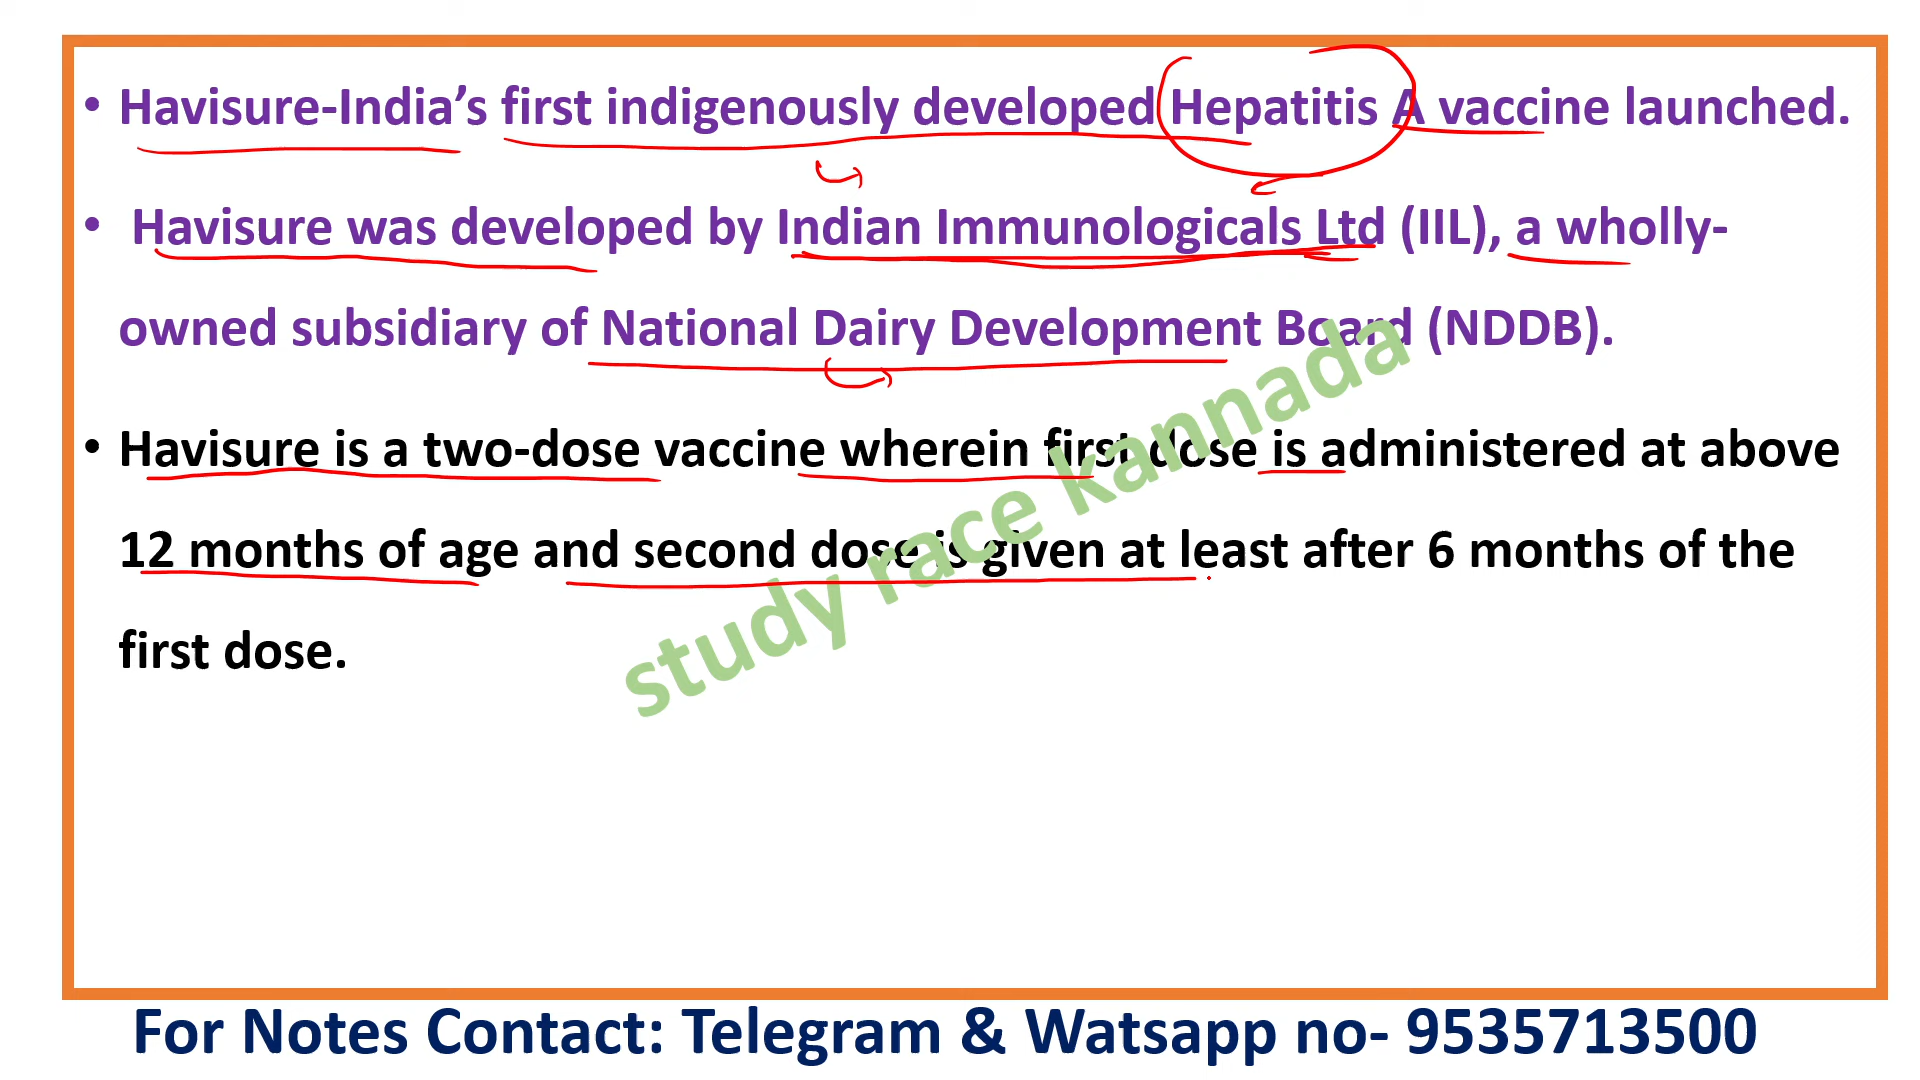 • Havisure-India’s first indigenously developed Hepatitis A vaccine launched.
• Havisure was developed by Indian Immunologicals Ltd (IIL), a wholly-
owned subsidiary of National Dairy Development Board (NDDB).
• Havisure is a two-dose vaccine wherein first dose is administered at above
12 months of age and second dose is given at least after 6 months of the
first dose.
study race kannada
For Notes Contact: Telegram & Watsapp no- 9535713500